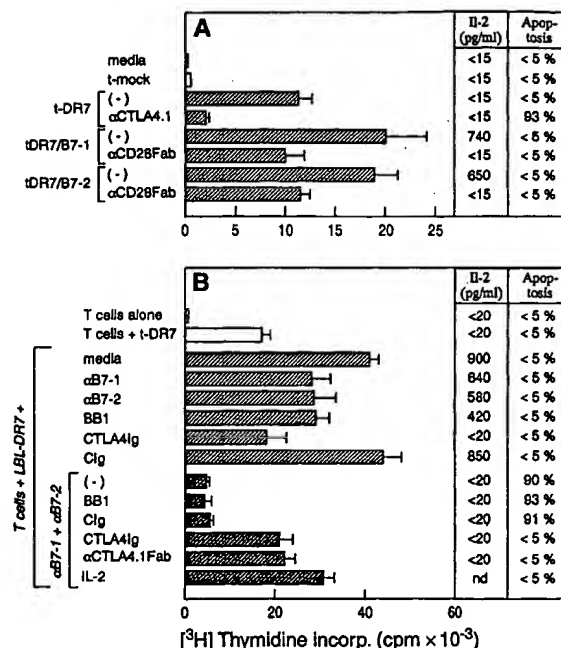 A
Il-2 (pg/ml)
Apop-tosis
media <15 < 5 %
t-mock <15 < 5 %
t-DR7 (-) <15 < 5 %
αCTLA4.1 <15 93 %
tDR7/B7-1 (-) 740 < 5 %
αCD28Fab <15 < 5 %
tDR7/B7-2 (-) 650 < 5 %
αCD28Fab <15 < 5 %
0 5 10 15 20 25
B
Il-2 (pg/ml)
Apop-tosis
T cells alone <20 < 5 %
T cells + t-DR7 <20 < 5 %
T cells + LBL-DR7 +
media 900 < 5 %
αB7-1 640 < 5 %
αB7-2 580 < 5 %
BB1 420 < 5 %
CTLA4Ig <20 < 5 %
CIg 850 < 5 %
αB7-1 + αB7-2
(-) <20 90 %
BB1 <20 93 %
CIg <20 91 %
CTLA4Ig <20 < 5 %
αCTLA4.1Fab <20 < 5 %
IL-2 nd < 5 %
0 20 40 60
[³H] Thymidine incorp. (cpm × 10⁻³)